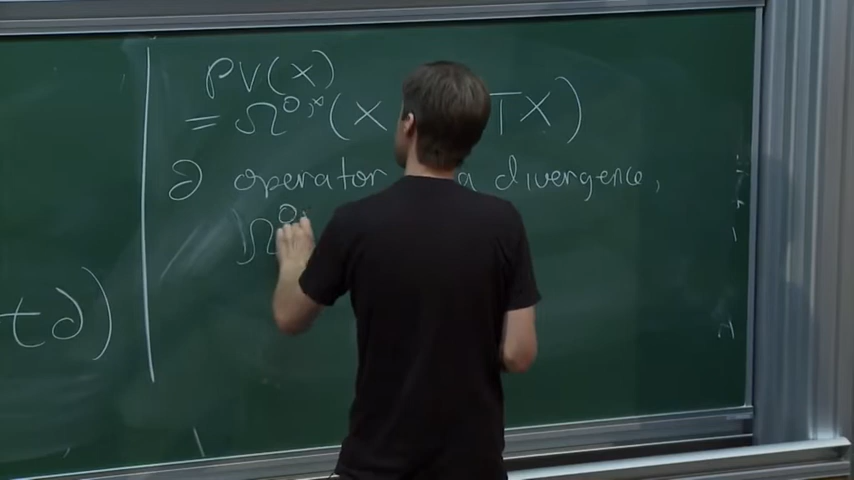 t∂)
PV(X)
= Ω^{0,*}(X TX)
∂ operator a divergence,
Ω^{0,